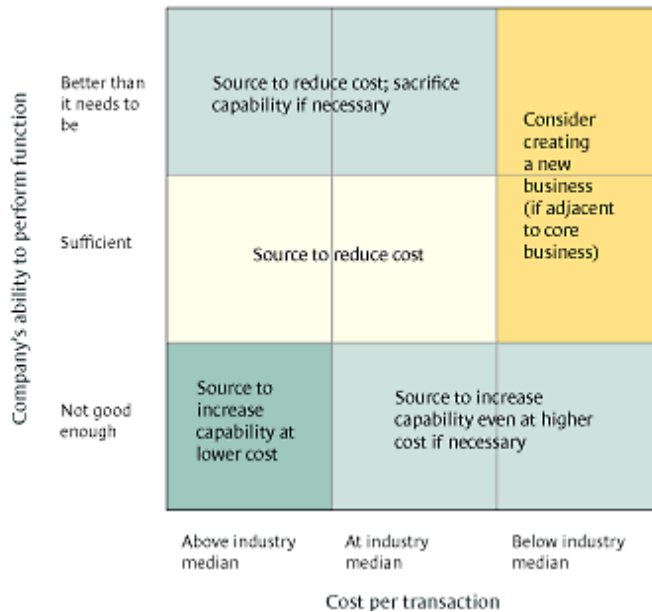 Company's ability to perform function
Better than
it needs to
be
Source to reduce cost; sacrifice
capability if necessary
Consider
creating
a new
business
(if adjacent
to core
business)
Sufficient
Source to reduce cost
Not good
enough
Source to
increase
capability at
lower cost
Source to increase
capability even at higher
cost if necessary
Above industry
median
At industry
median
Below industry
median
Cost per transaction